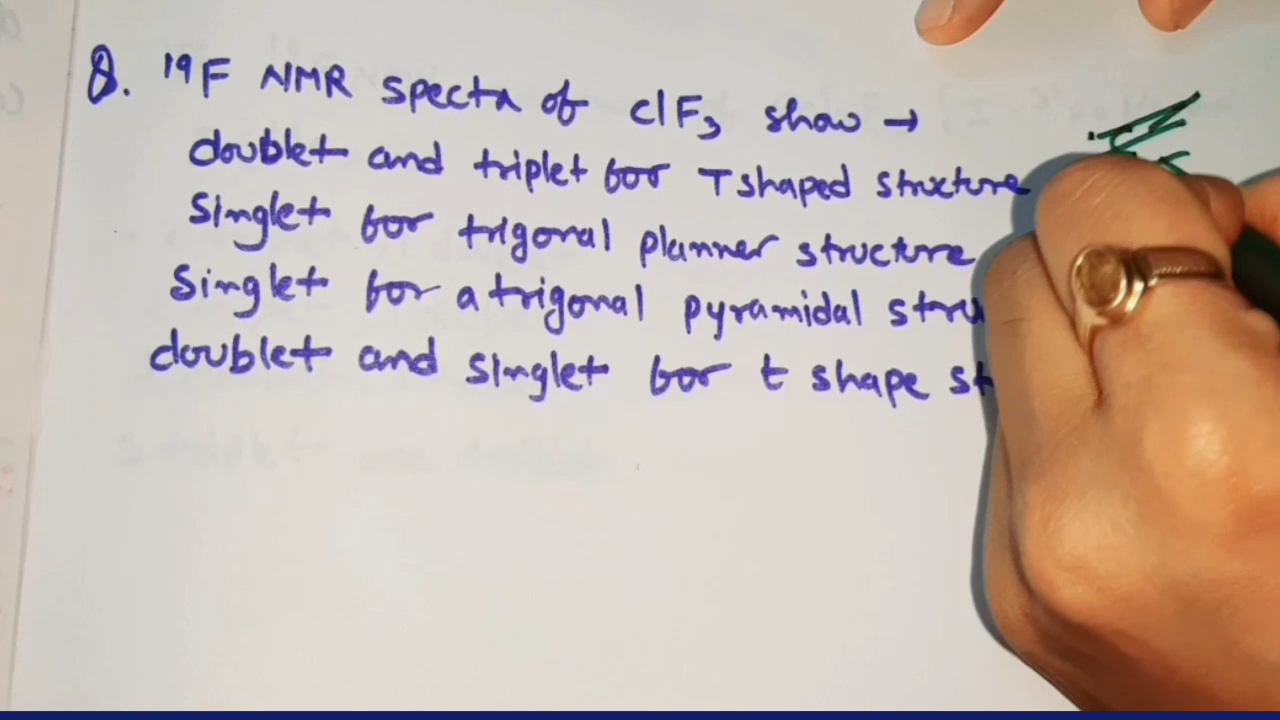 Q. 19F NMR specta of ClF3 show →
doublet and triplet for T shaped structure
Singlet for trigonal planner structure
Singlet for a trigonal pyramidal
doublet and singlet for t shape